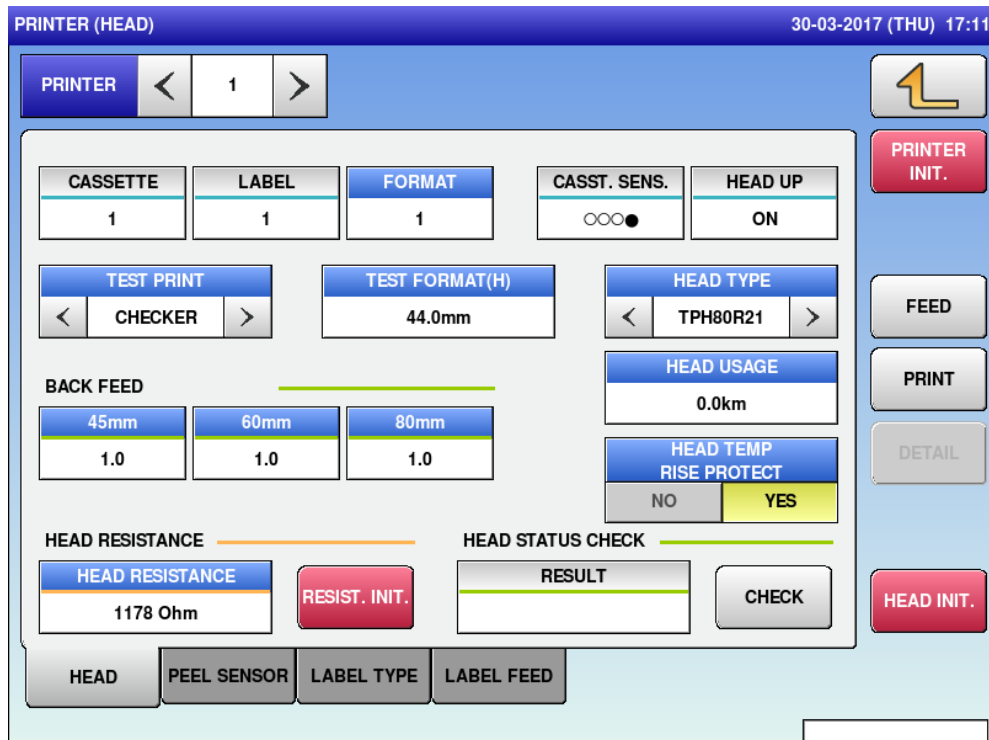 PRINTER (HEAD) 30-03-2017 (THU) 17:11
PRINTER < 1 >
PRINTER
INIT.
CASSETTE LABEL FORMAT CASST. SENS. HEAD UP
1 1 1 ○○○● ON
TEST PRINT TEST FORMAT(H) HEAD TYPE
< CHECKER > 44.0mm < TPH80R21 >
FEED
HEAD USAGE
0.0km
PRINT
BACK FEED
45mm 60mm 80mm
1.0 1.0 1.0
HEAD TEMP
RISE PROTECT
NO YES
DETAIL
HEAD RESISTANCE HEAD STATUS CHECK
HEAD RESISTANCE RESULT
1178 Ohm
RESIST. INIT. CHECK HEAD INIT.
HEAD PEEL SENSOR LABEL TYPE LABEL FEED